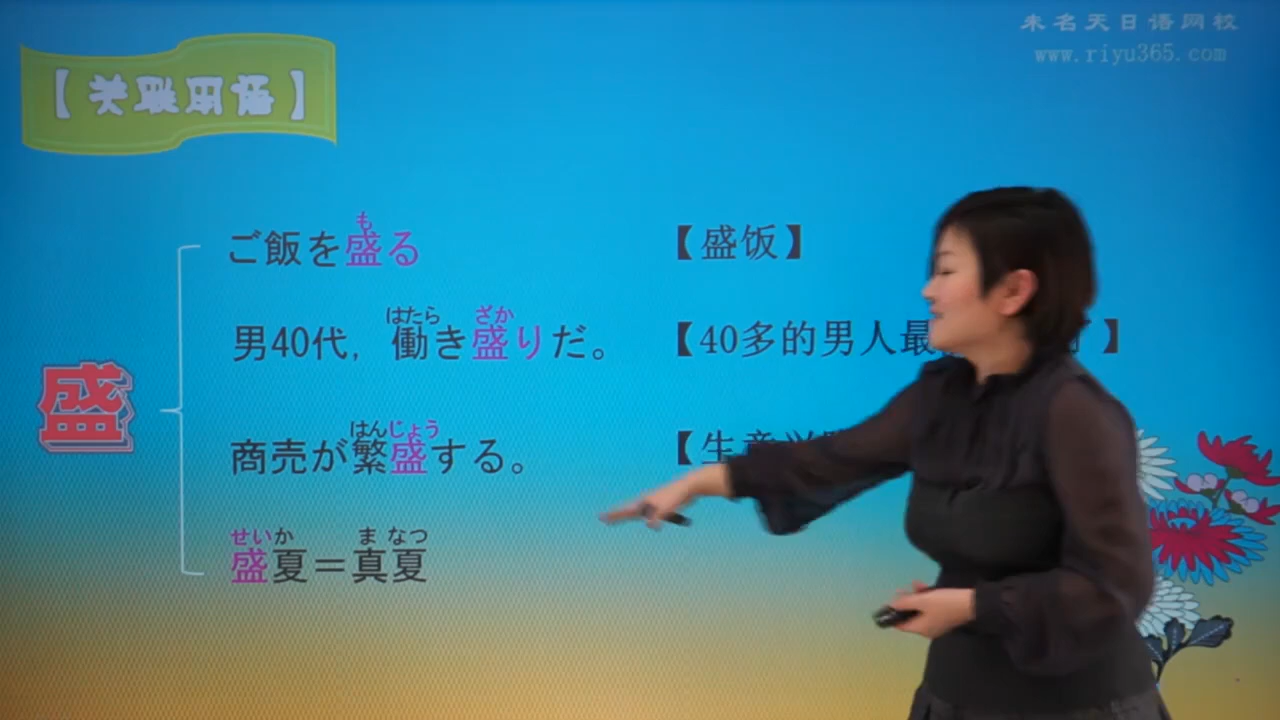 未名天日语网校
www.riyu365.com
【关联用语】
盛
ご飯を盛る
も
【盛饭】
男40代，働き盛りだ。
はたら ざか
【40多的男人最 了】
商売が繁盛する。
はんじょう
【生意兴
盛夏＝真夏
せいか ま なつ